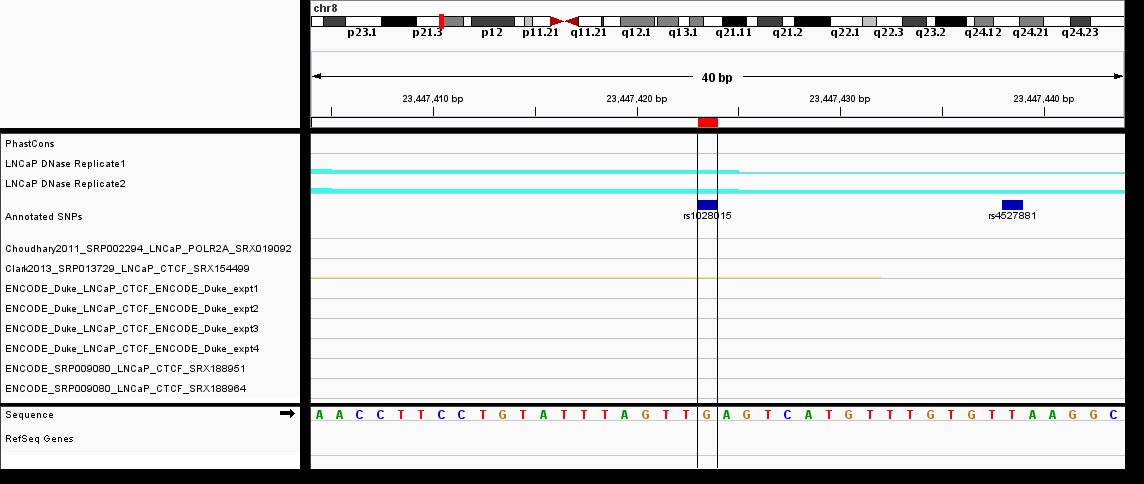 chr8
p23.1 p21.3 p12 p11.21 q11.21 q12.1 q13.1 q21.11 q21.2 q22.1 q22.3 q23.2 q24.12 q24.21 q24.23
40 bp
23,447,410 bp 23,447,420 bp 23,447,430 bp 23,447,440 bp
PhastCons
LNCaP DNase Replicate1
LNCaP DNase Replicate2
Annotated SNPs
rs1028015 rs4527881
Choudhary2011_SRP002294_LNCaP_POLR2A_SRX019092
Clark2013_SRP013729_LNCaP_CTCF_SRX154499
ENCODE_Duke_LNCaP_CTCF_ENCODE_Duke_expt1
ENCODE_Duke_LNCaP_CTCF_ENCODE_Duke_expt2
ENCODE_Duke_LNCaP_CTCF_ENCODE_Duke_expt3
ENCODE_Duke_LNCaP_CTCF_ENCODE_Duke_expt4
ENCODE_SRP009080_LNCaP_CTCF_SRX188951
ENCODE_SRP009080_LNCaP_CTCF_SRX188964
Sequence A A C C T T C C T G T A T T T A G T T G A G T C A T G T T T G T G T T A A G G C
RefSeq Genes